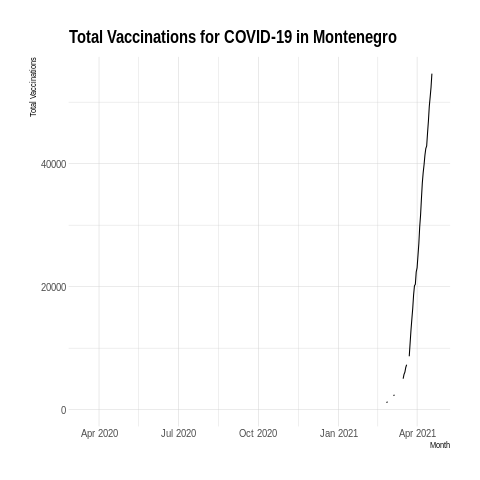 Total Vaccinations for COVID-19 in Montenegro
Total Vaccinations
40000
20000
0
Apr 2020 Jul 2020 Oct 2020 Jan 2021 Apr 2021
Month